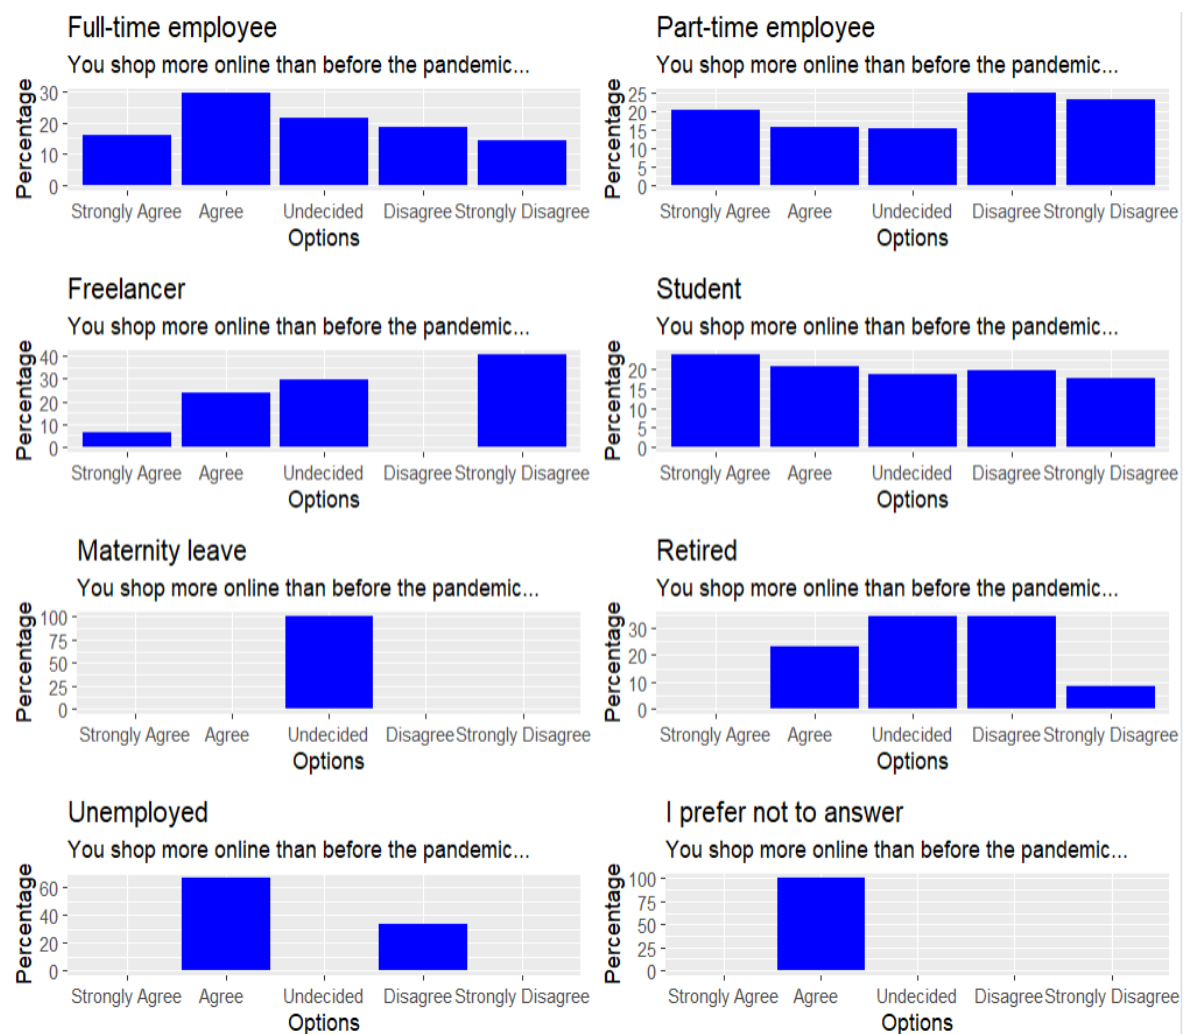 Full-time employee
You shop more online than before the pandemic...
Percentage
30
20
10
0
Strongly Agree Agree Undecided Disagree Strongly Disagree
Options
Part-time employee
You shop more online than before the pandemic...
Percentage
25
20
15
10
5
0
Strongly Agree Agree Undecided Disagree Strongly Disagree
Options
Freelancer
You shop more online than before the pandemic...
Percentage
40
30
20
10
0
Strongly Agree Agree Undecided Disagree Strongly Disagree
Options
Student
You shop more online than before the pandemic...
Percentage
20
15
10
5
0
Strongly Agree Agree Undecided Disagree Strongly Disagree
Options
Maternity leave
You shop more online than before the pandemic...
Percentage
100
75
50
25
0
Strongly Agree Agree Undecided Disagree Strongly Disagree
Options
Retired
You shop more online than before the pandemic...
Percentage
30
20
10
0
Strongly Agree Agree Undecided Disagree Strongly Disagree
Options
Unemployed
You shop more online than before the pandemic...
Percentage
60
40
20
0
Strongly Agree Agree Undecided Disagree Strongly Disagree
Options
I prefer not to answer
You shop more online than before the pandemic...
Percentage
100
75
50
25
0
Strongly Agree Agree Undecided Disagree Strongly Disagree
Options